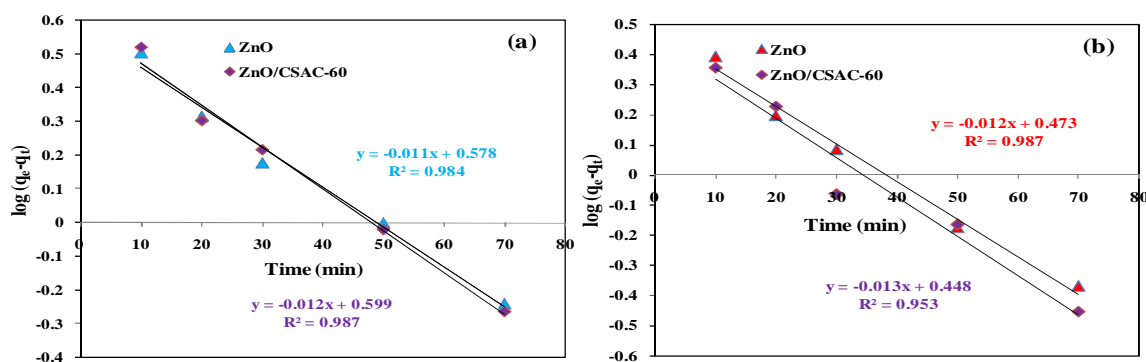 (a)
ZnO
ZnO/CSAC-60
y = -0.011x + 0.578
R² = 0.984
y = -0.012x + 0.599
R² = 0.987
log (qₑ-qₜ)
Time (min)
0.6
0.5
0.4
0.3
0.2
0.1
0
-0.1
-0.2
-0.3
-0.4
0 10 20 30 40 50 60 70 80
(b)
ZnO
ZnO/CSAC-60
y = -0.012x + 0.473
R² = 0.987
y = -0.013x + 0.448
R² = 0.953
log (qₑ-qₜ)
Time (min)
0.5
0.4
0.3
0.2
0.1
0
-0.1
-0.2
-0.3
-0.4
-0.5
-0.6
0 10 20 30 40 50 60 70 80